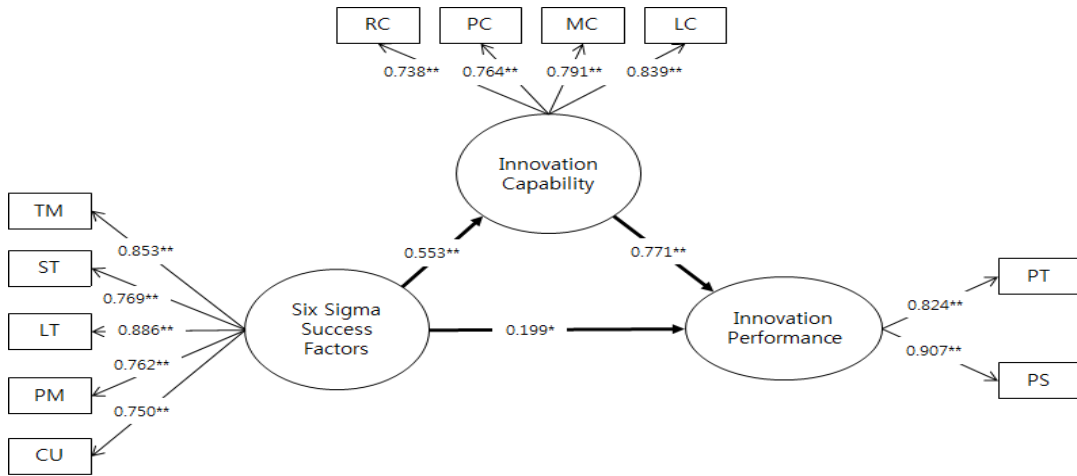 RC
PC
MC
LC
0.738**
0.764**
0.791**
0.839**
Innovation
Capability
TM
ST
LT
PM
CU
0.853**
0.769**
0.886**
0.762**
0.750**
Six Sigma
Success
Factors
0.553**
0.771**
0.199*
Innovation
Performance
0.824**
0.907**
PT
PS